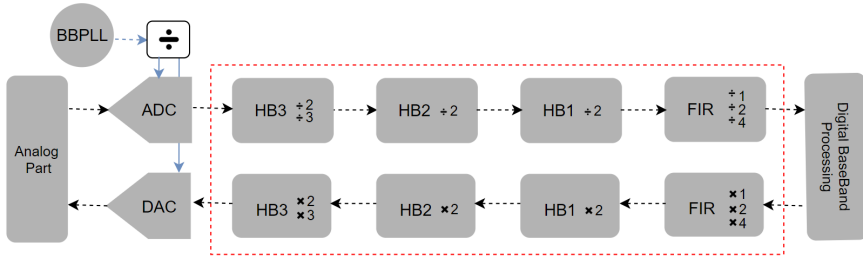 BBPLL
÷
Analog
Part
ADC
HB3 ÷2
÷3
HB2 ÷2
HB1 ÷2
FIR ÷1
÷2
÷4
Digital BaseBand
Processing
DAC
HB3 ×2
×3
HB2 ×2
HB1 ×2
FIR ×1
×2
×4